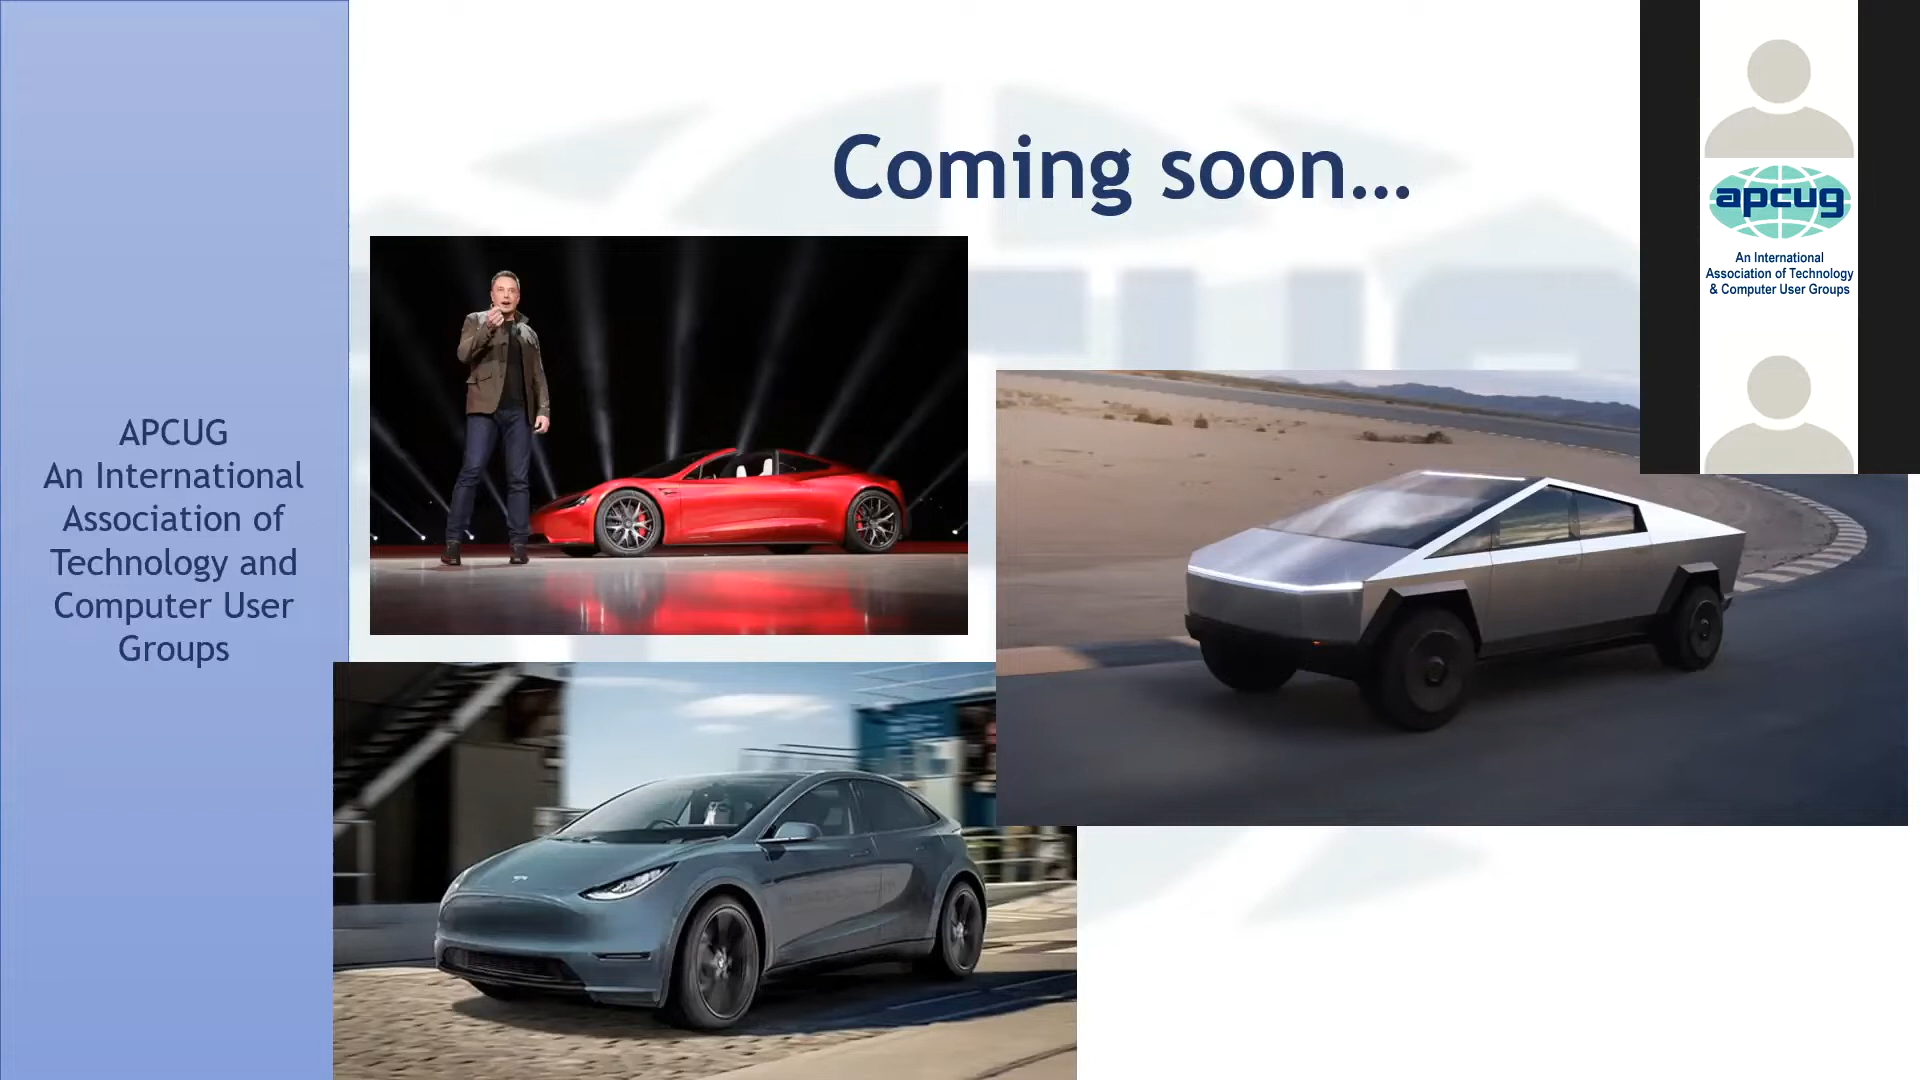 Coming soon...
APCUG
An International
Association of
Technology and
Computer User
Groups
apcug
An International
Association of Technology
& Computer User Groups